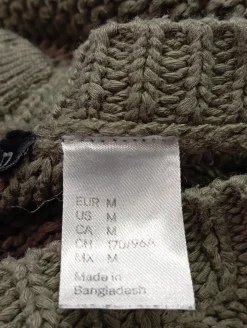 EUR M
US M
CA M
CN 170/96A
MX M
Made in
Bangladesh